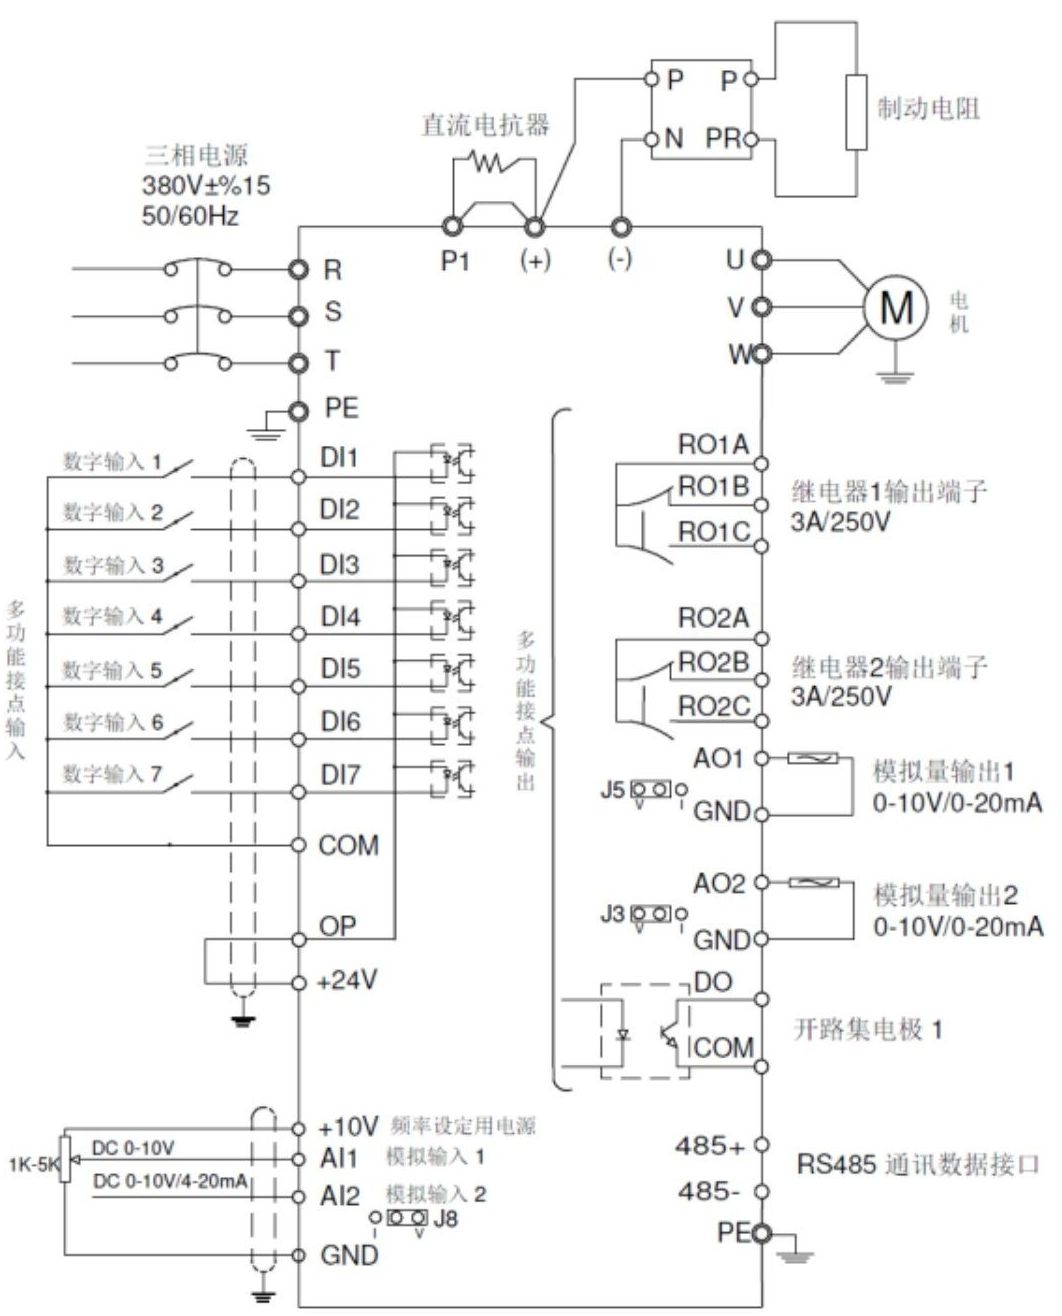 直流电抗器
P
P
N
PR
制动电阻
三相电源
380V±%15
50/60Hz
P1
(+)
(-)
R
S
T
PE
U
V
W
M
电机
多功能接点输入
数字输入 1
数字输入 2
数字输入 3
数字输入 4
数字输入 5
数字输入 6
数字输入 7
DI1
DI2
DI3
DI4
DI5
DI6
DI7
COM
OP
+24V
多功能接点输出
RO1A
RO1B
RO1C
继电器1输出端子
3A/250V
RO2A
RO2B
RO2C
继电器2输出端子
3A/250V
AO1
J5
V
I
GND
模拟量输出1
0-10V/0-20mA
AO2
J3
V
I
GND
模拟量输出2
0-10V/0-20mA
DO
COM
开路集电极 1
1K-5K
DC 0-10V
DC 0-10V/4-20mA
+10V 频率设定用电源
AI1 模拟输入 1
AI2 模拟输入 2
J8
I
V
GND
485+
485-
RS485 通讯数据接口
PE